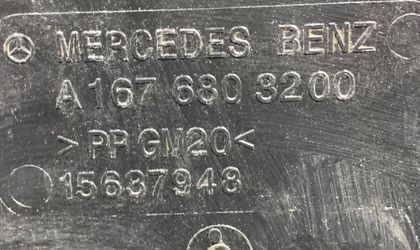 MERCEDES BENZ
A 167 680 3200
>PP GM20<
15637948